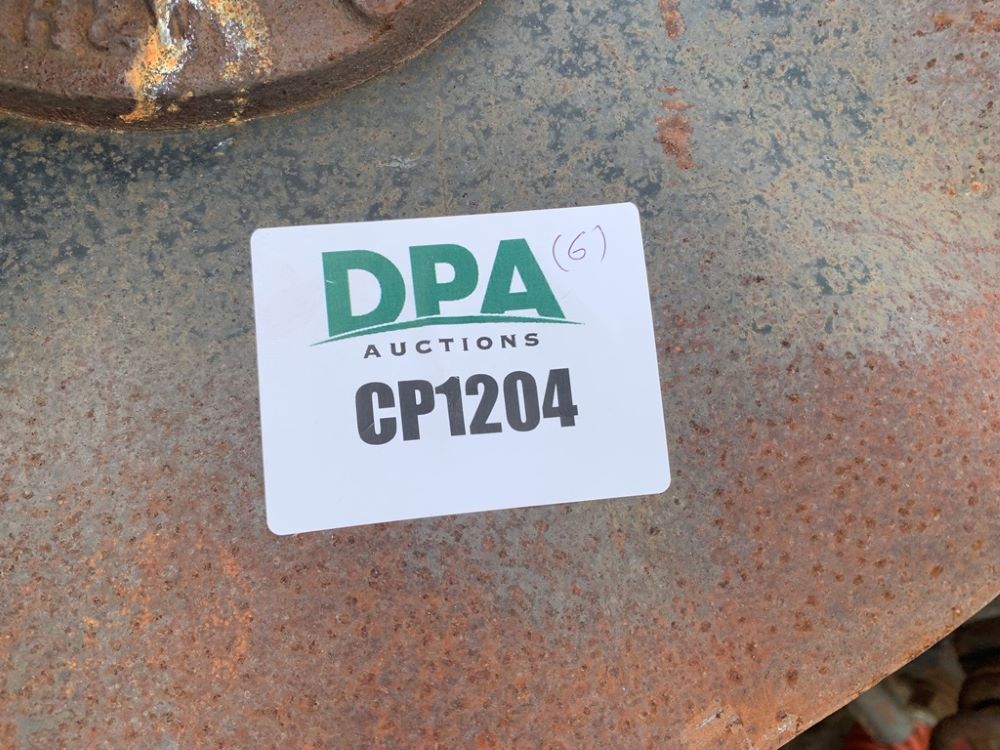 DPA (6)
AUCTIONS
CP1204